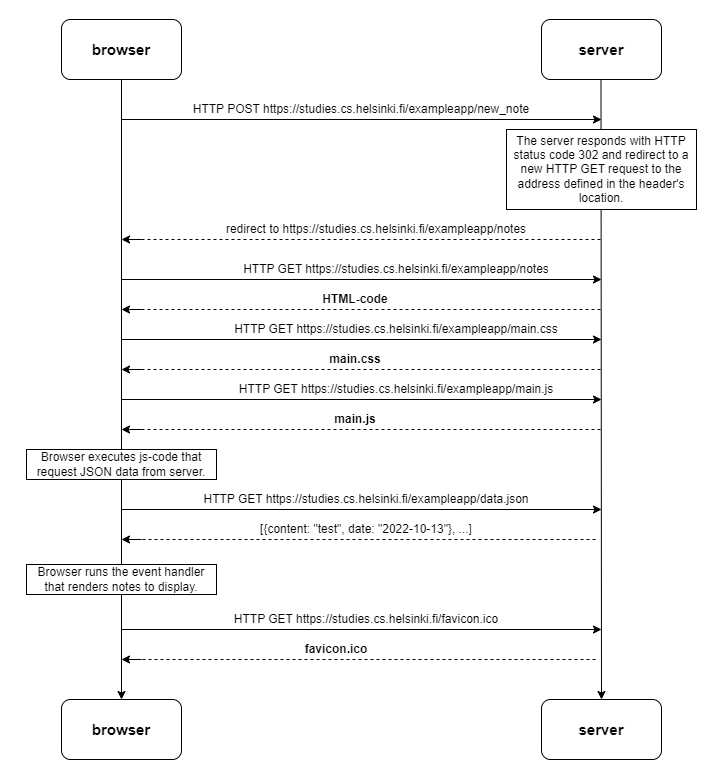 browser
server
HTTP POST https://studies.cs.helsinki.fi/exampleapp/new_note
The server responds with HTTP
status code 302 and redirect to a
new HTTP GET request to the
address defined in the header's
location.
redirect to https://studies.cs.helsinki.fi/exampleapp/notes
HTTP GET https://studies.cs.helsinki.fi/exampleapp/notes
HTML-code
HTTP GET https://studies.cs.helsinki.fi/exampleapp/main.css
main.css
HTTP GET https://studies.cs.helsinki.fi/exampleapp/main.js
main.js
Browser executes js-code that
request JSON data from server.
HTTP GET https://studies.cs.helsinki.fi/exampleapp/data.json
[{content: "test", date: "2022-10-13"}, ...]
Browser runs the event handler
that renders notes to display.
HTTP GET https://studies.cs.helsinki.fi/favicon.ico
favicon.ico
browser
server